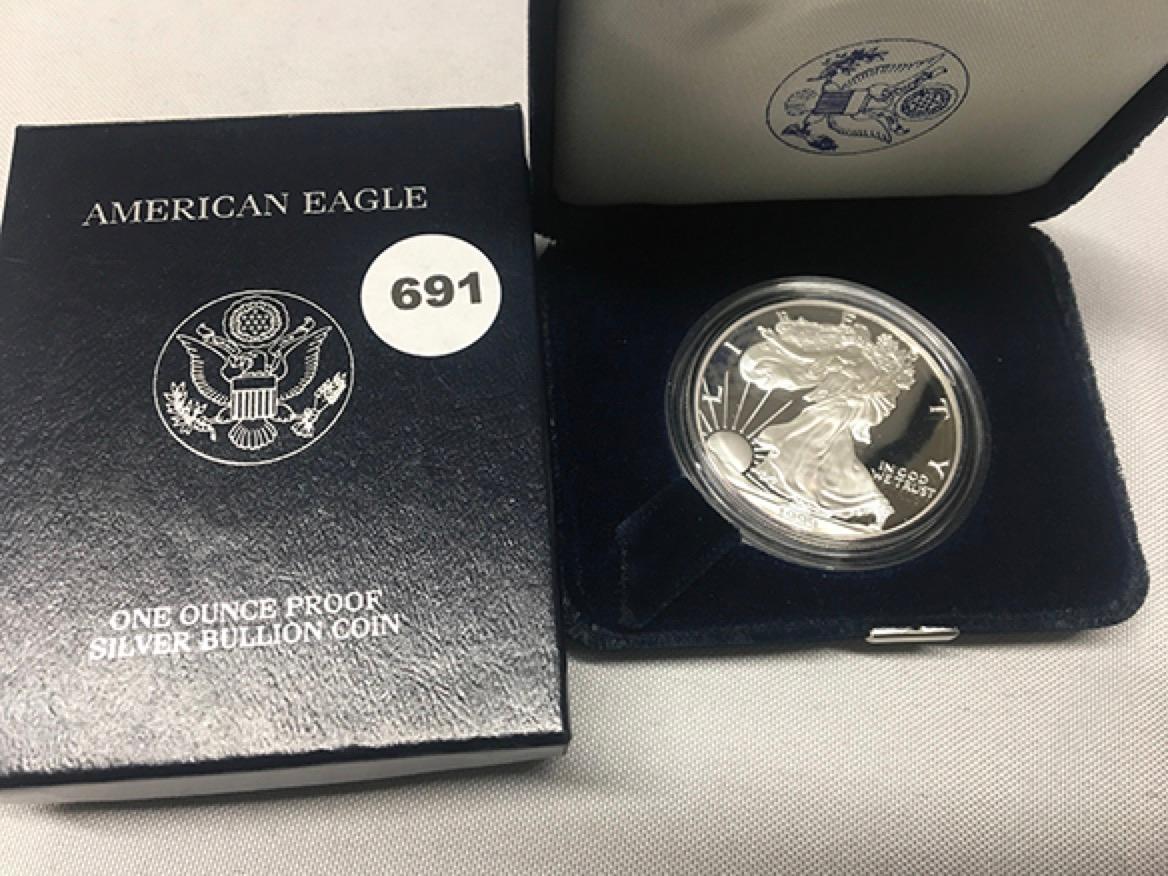 AMERICAN EAGLE
691
ONE OUNCE PROOF
SILVER BULLION COIN
LIBERTY
IN GOD
WE TRUST